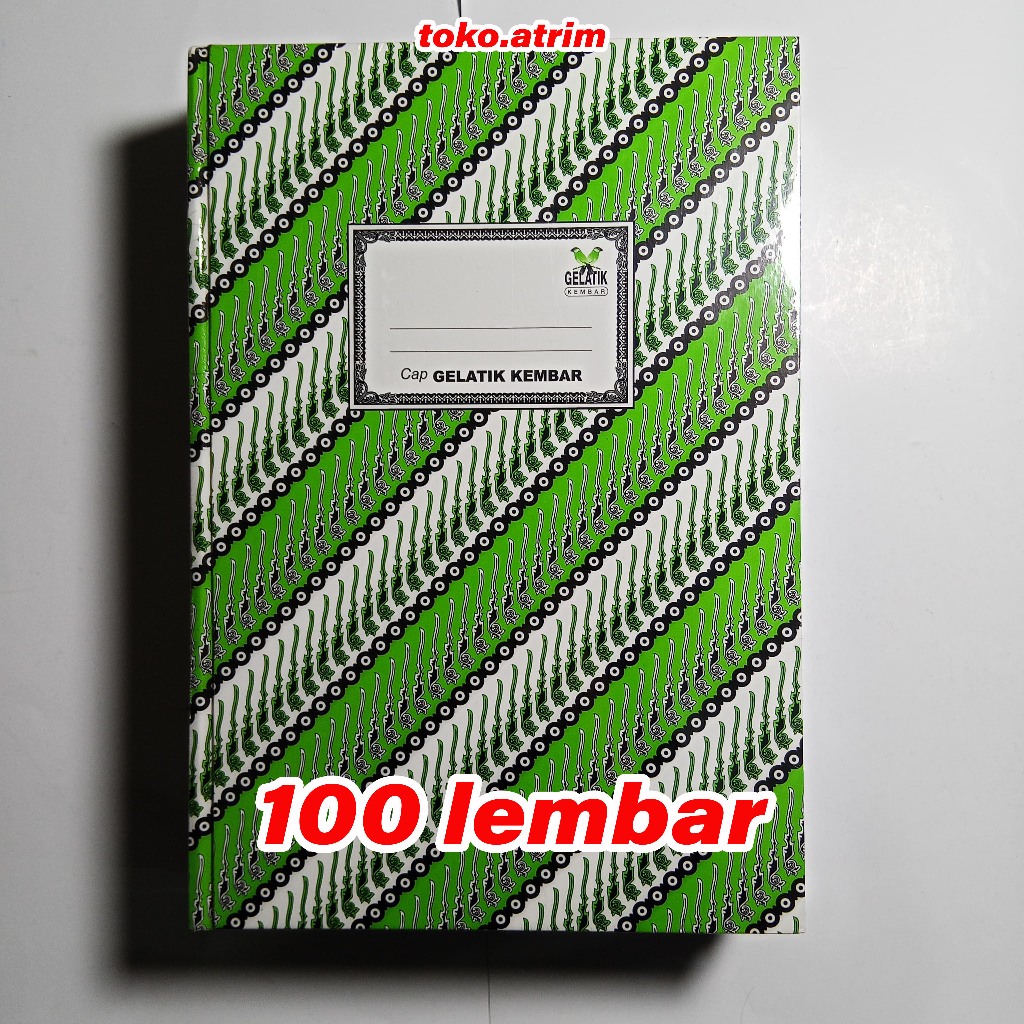 toko.atrim
GELATIK
KEMBAR
Cap GELATIK KEMBAR
100 lembar